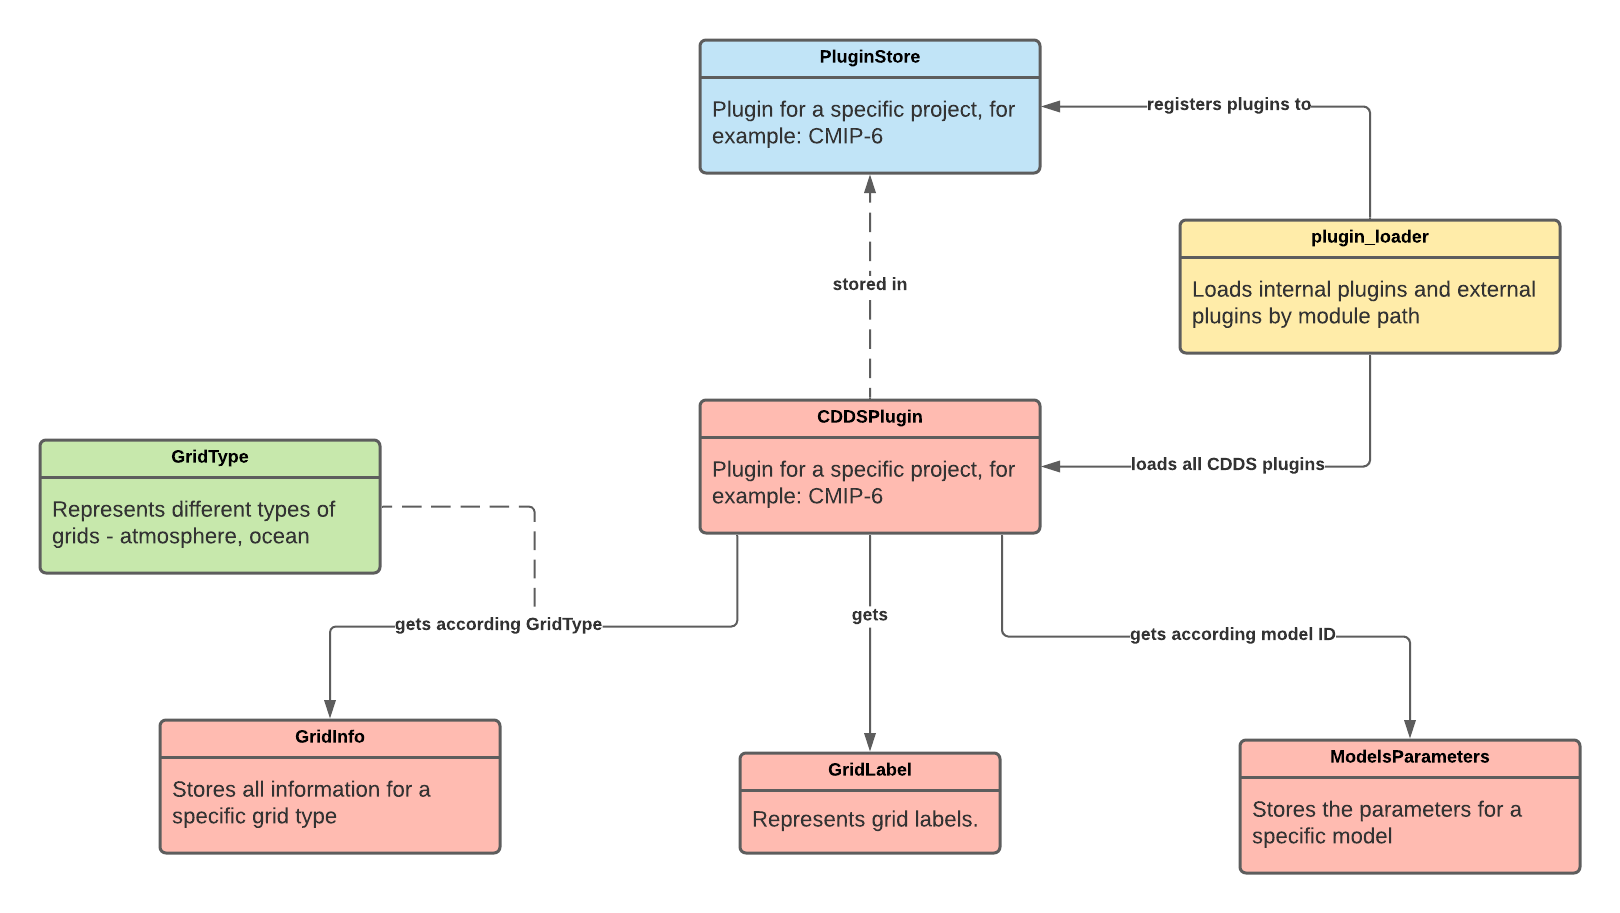 PluginStore
Plugin for a specific project, for
example: CMIP-6
registers plugins to
plugin_loader
Loads internal plugins and external
plugins by module path
stored in
CDDSPlugin
Plugin for a specific project, for
example: CMIP-6
loads all CDDS plugins
GridType
Represents different types of
grids - atmosphere, ocean
gets according GridType
gets
gets according model ID
GridInfo
Stores all information for a
specific grid type
GridLabel
Represents grid labels.
ModelsParameters
Stores the parameters for a
specific model